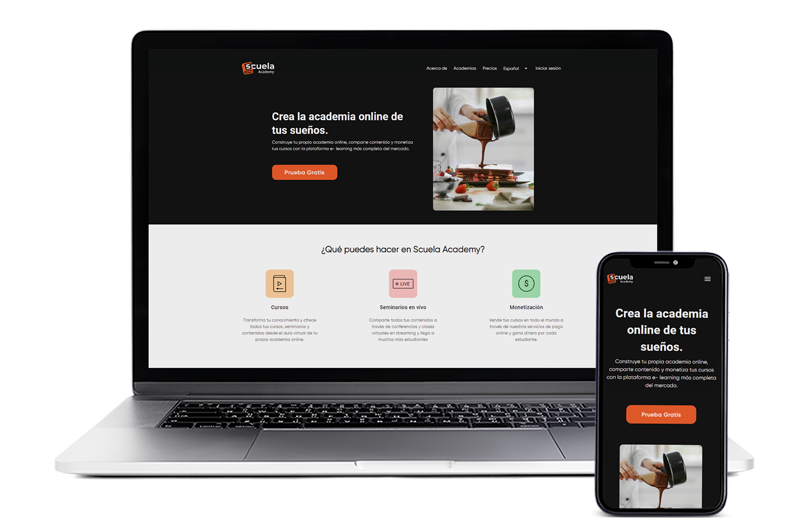 Scuela
Academy
Acerca de Academias Precios Español Iniciar sesión
Crea la academia online de
tus sueños.
Construye tu propia academia online, comparte contenido y monetiza
tus cursos con la plataforma e- learning más completa del mercado.
Prueba Gratis
¿Qué puedes hacer en Scuela Academy?
LIVE
$
Cursos
Transforma tu conocimiento y ofrece
todos tus cursos, seminarios y
contenidos desde el aula virtual de tu
propia academia online.
Seminarios en vivo
Comparte todos tus contenidos a
través de conferencias y clases
virtuales en streaming y llega a
muchos más estudiantes
Monetización
Vende tus cursos en todo el mundo a
través de nuestros servicios de pago
online y gana dinero por cada
estudiante.
Scuela
Academy
Crea la academia
online de tus
sueños.
Construye tu propia academia online,
comparte contenido y monetiza tus cursos
con la plataforma e- learning más completa
del mercado.
Prueba Gratis